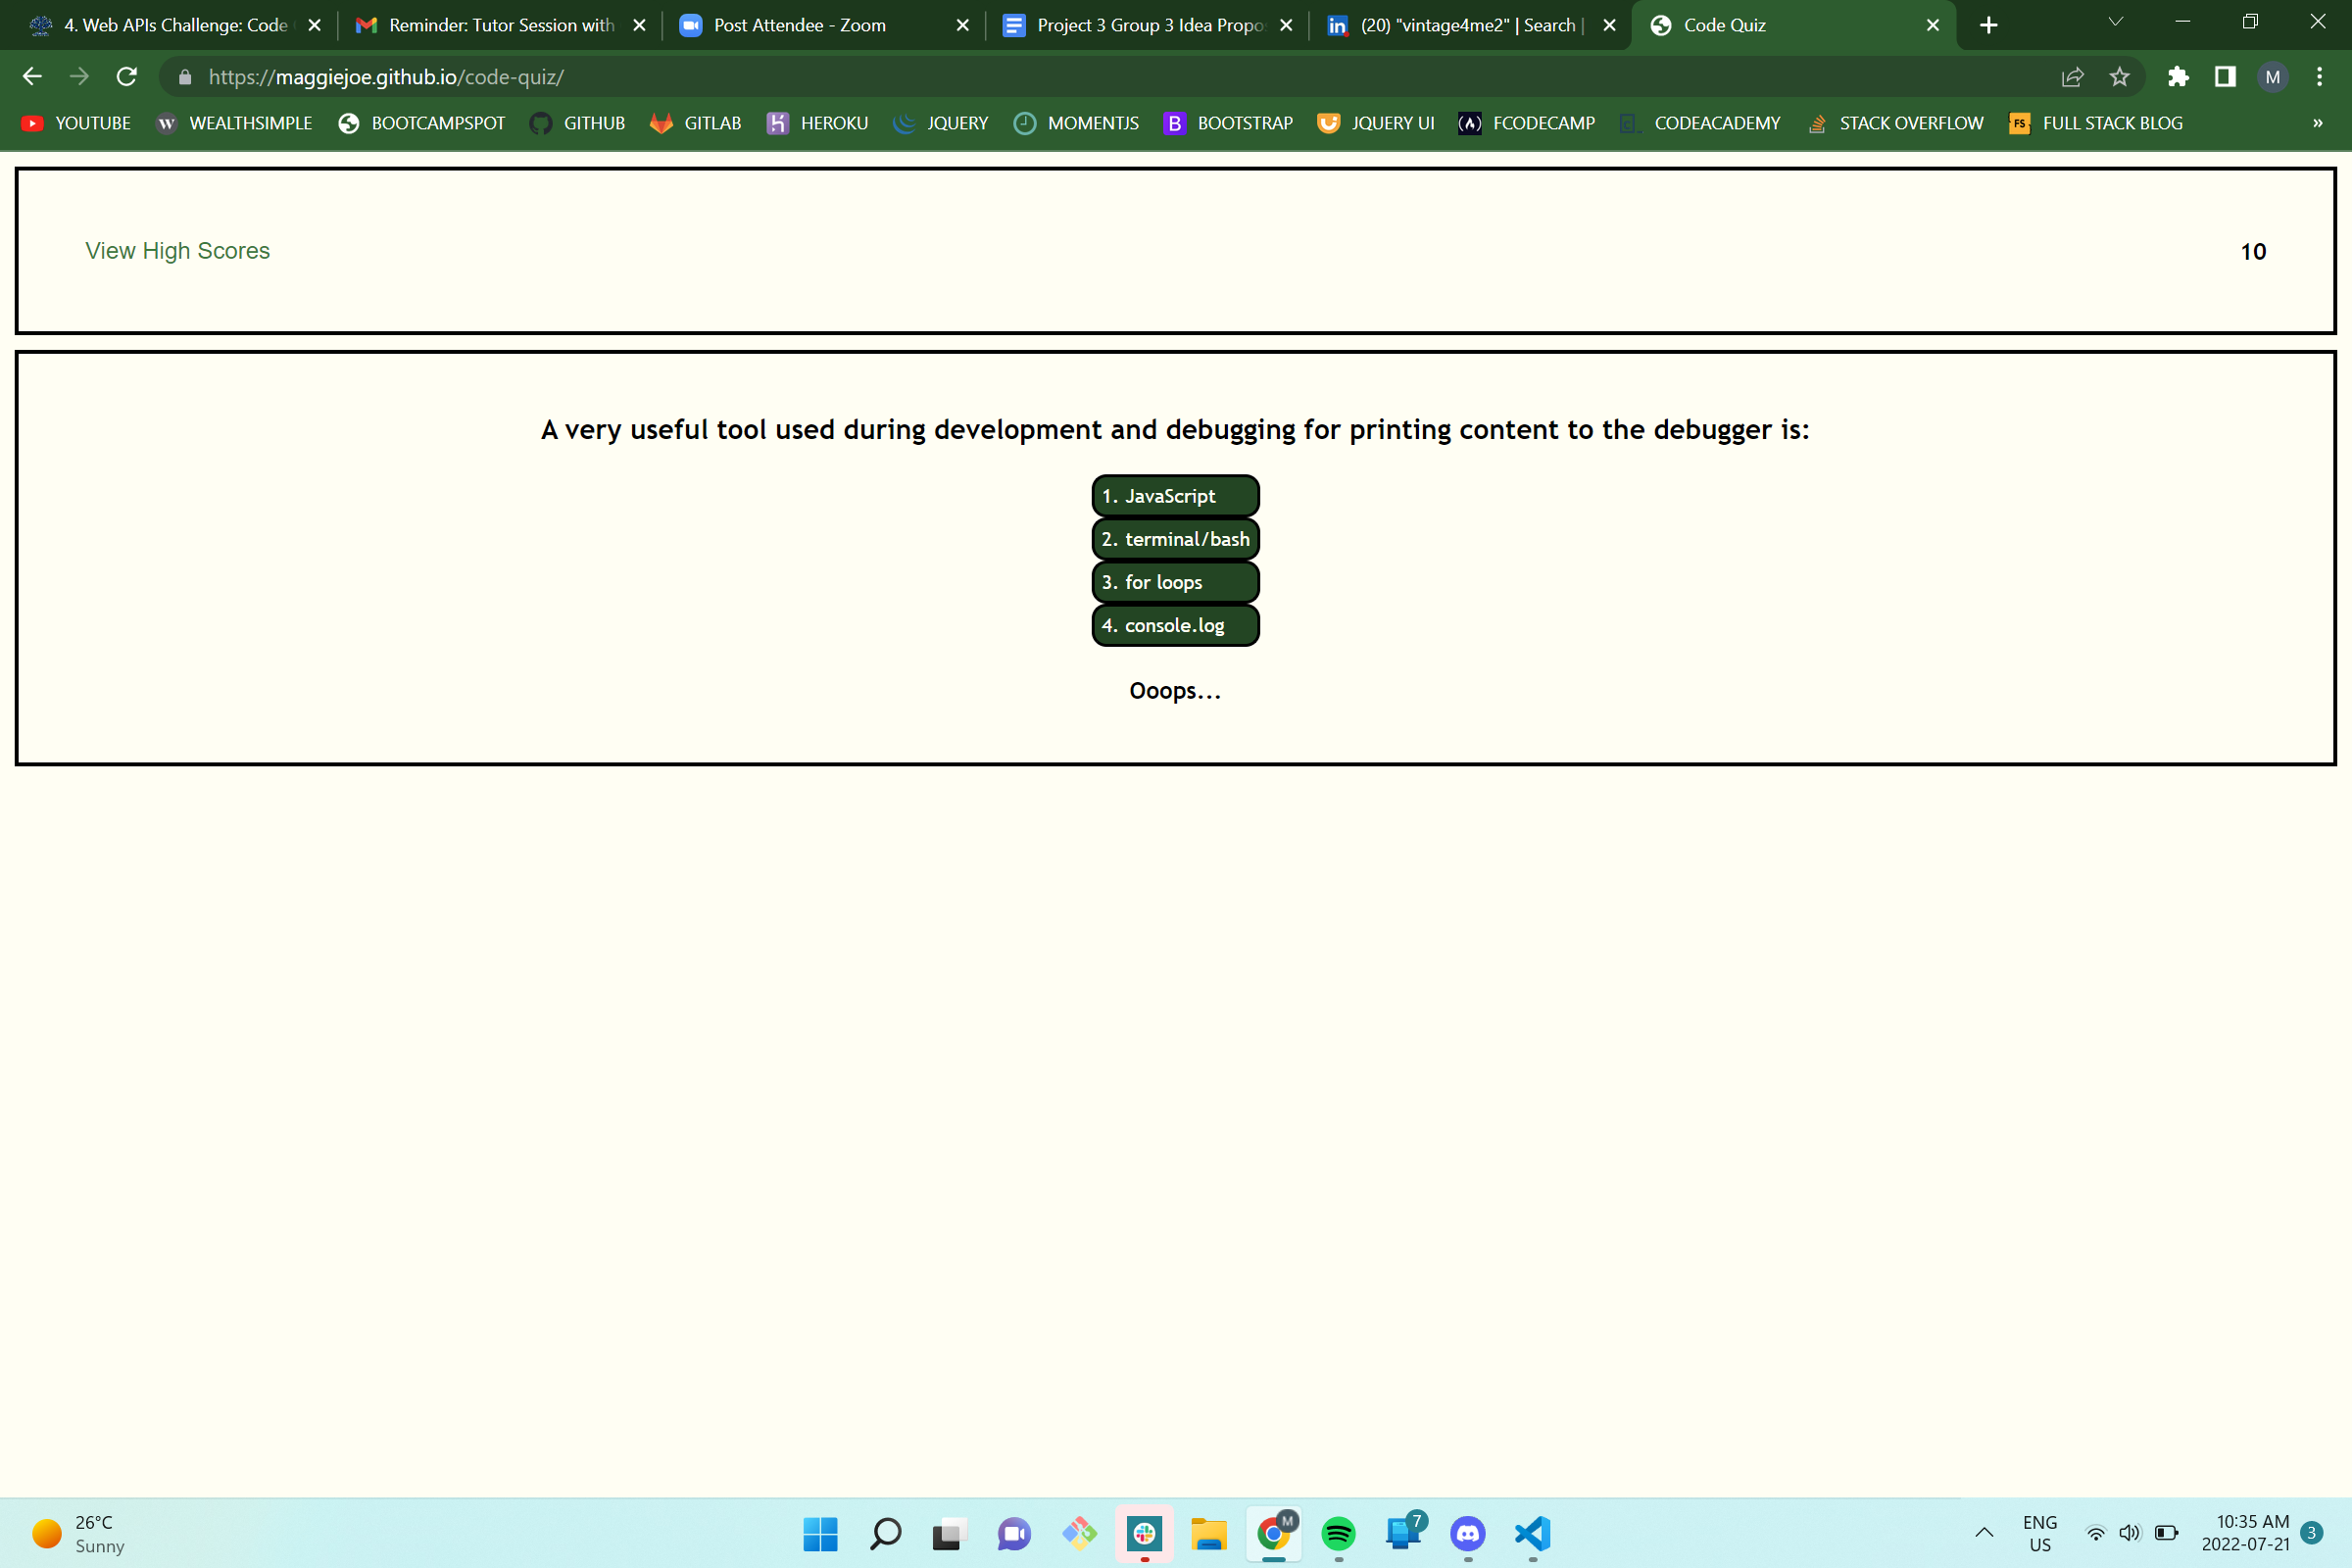 4. Web APIs Challenge: Code
Reminder: Tutor Session with
Post Attendee - Zoom
Project 3 Group 3 Idea Propo
(20) "vintage4me2" | Search |
Code Quiz
https://maggiejoe.github.io/code-quiz/
M
YOUTUBE
W WEALTHSIMPLE
BOOTCAMPSPOT
GITHUB
GITLAB
HEROKU
JQUERY
MOMENTJS
B BOOTSTRAP
JQUERY UI
FCODECAMP
CODEACADEMY
STACK OVERFLOW
FS FULL STACK BLOG
»
View High Scores
10
A very useful tool used during development and debugging for printing content to the debugger is:
1. JavaScript
2. terminal/bash
3. for loops
4. console.log
Ooops...
26°C
Sunny
M
7
ENG
US
10:35 AM
2022-07-21
3